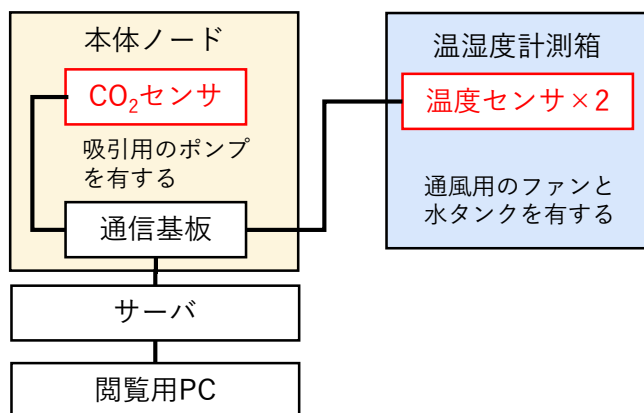 本体ノード
CO₂センサ
吸引用のポンプ
を有する
通信基板
サーバ
閲覧用PC
温湿度計測箱
温度センサ×2
通風用のファンと
水タンクを有する